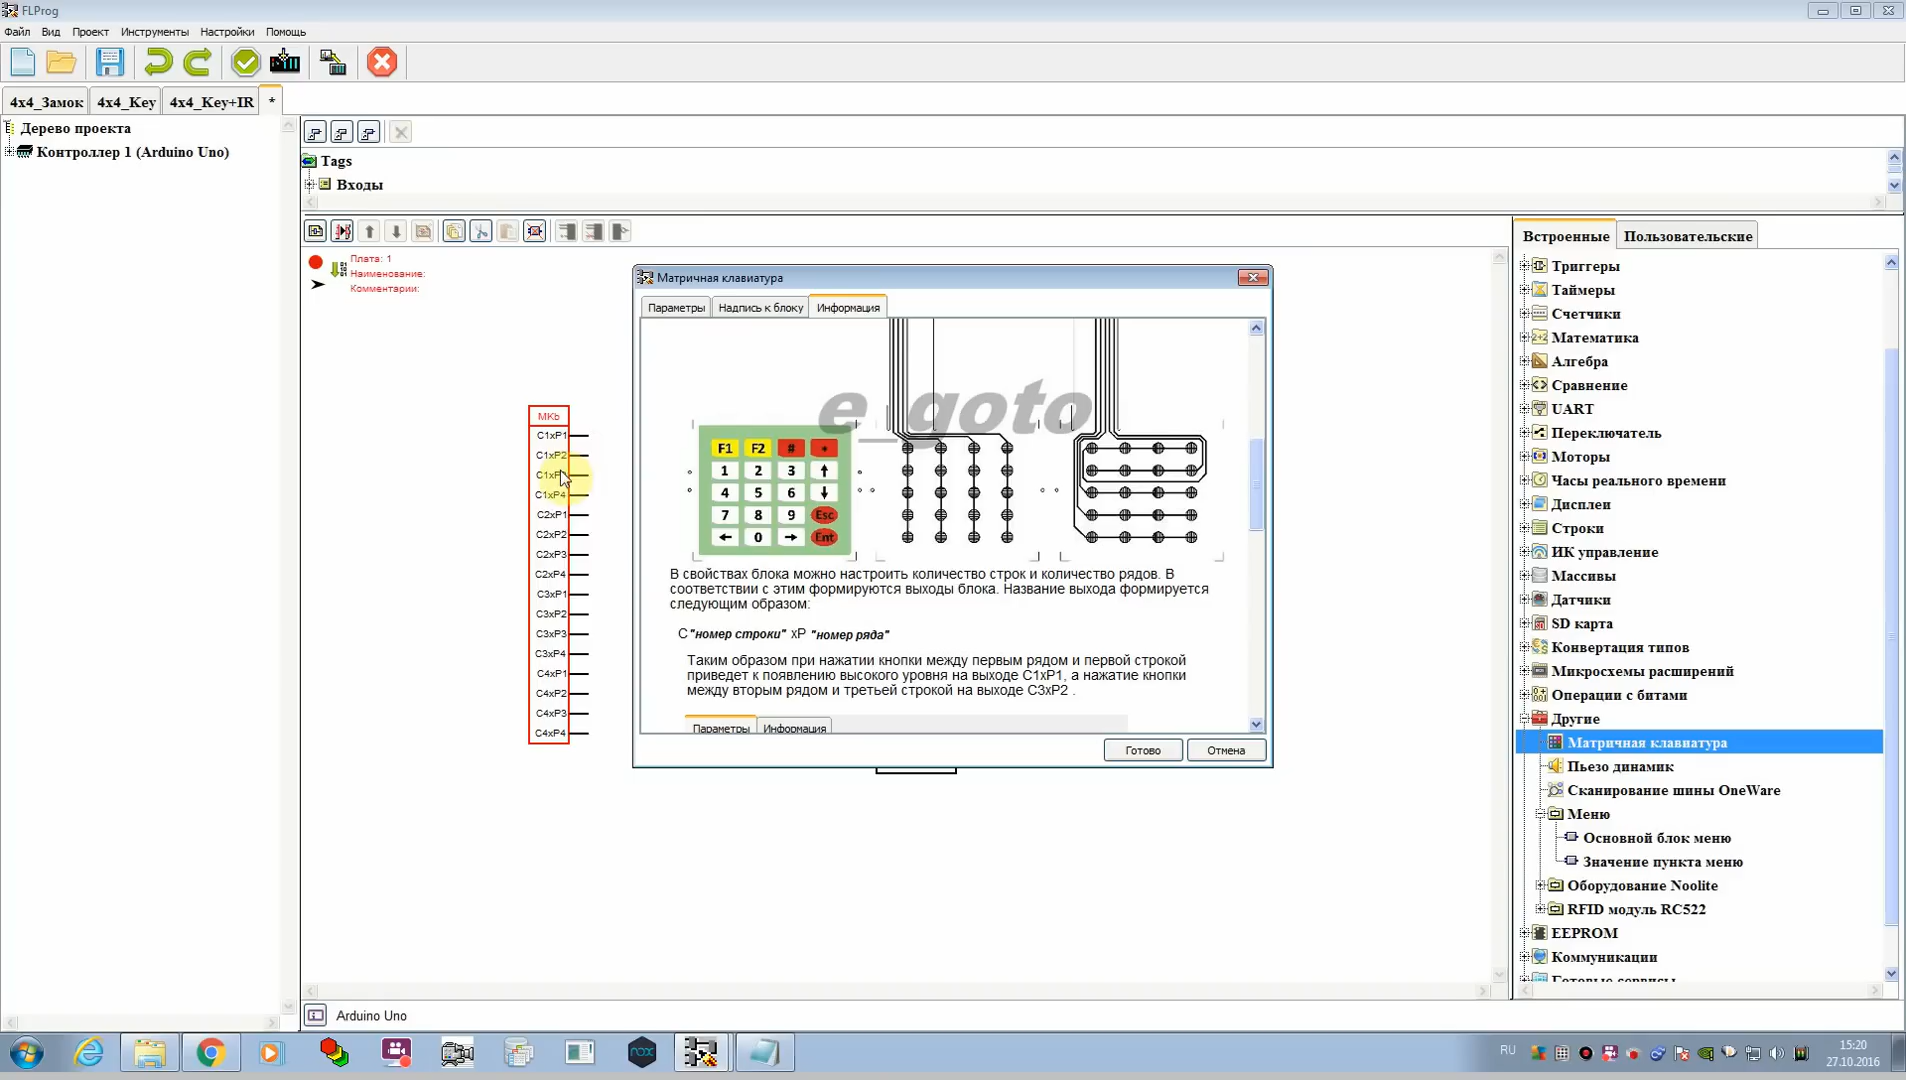 FLProg
Файл Вид Проект Инструменты Настройки Помощь
4x4_Замок 4x4_Key 4x4_Key+IR *
Дерево проекта
Контроллер 1 (Arduino Uno)
Tags
Входы
Плата: 1
Наименование:
Комментарии:
MKb
C1xP1
C1xP2
C1xP
C1xP4
C2xP1
C2xP2
C2xP3
C2xP4
C3xP1
C3xP2
C3xP3
C3xP4
C4xP1
C4xP2
C4xP3
C4xP4
Матричная клавиатура
Параметры Надпись к блоку Информация
e_goto
F1 F2 # *
1 2 3 ↑
4 5 6 ↓
7 8 9 Esc
← 0 → Ent
В свойствах блока можно настроить количество строк и количество рядов. В
соответствии с этим формируются выходы блока. Название выхода формируется
следующим образом:
С"номер строки" xP "номер ряда"
Таким образом при нажатии кнопки между первым рядом и первой строкой
приведет к появлению высокого уровня на выходе C1xP1, а нажатие кнопки
между вторым рядом и третьей строкой на выходе C3xP2 .
Параметры Информация
Готово Отмена
Встроенные Пользовательские
Триггеры
Таймеры
Счетчики
Математика
Алгебра
Сравнение
UART
Переключатель
Моторы
Часы реального времени
Дисплеи
Строки
ИК управление
Массивы
Датчики
SD карта
Конвертация типов
Микросхемы расширений
Операции с битами
Другие
Матричная клавиатура
Пьезо динамик
Сканирование шины OneWare
Меню
Основной блок меню
Значение пункта меню
Оборудование Noolite
RFID модуль RC522
EEPROM
Коммуникации
Готовые сервисы
Arduino Uno
nox
RU
15:20
27.10.2016